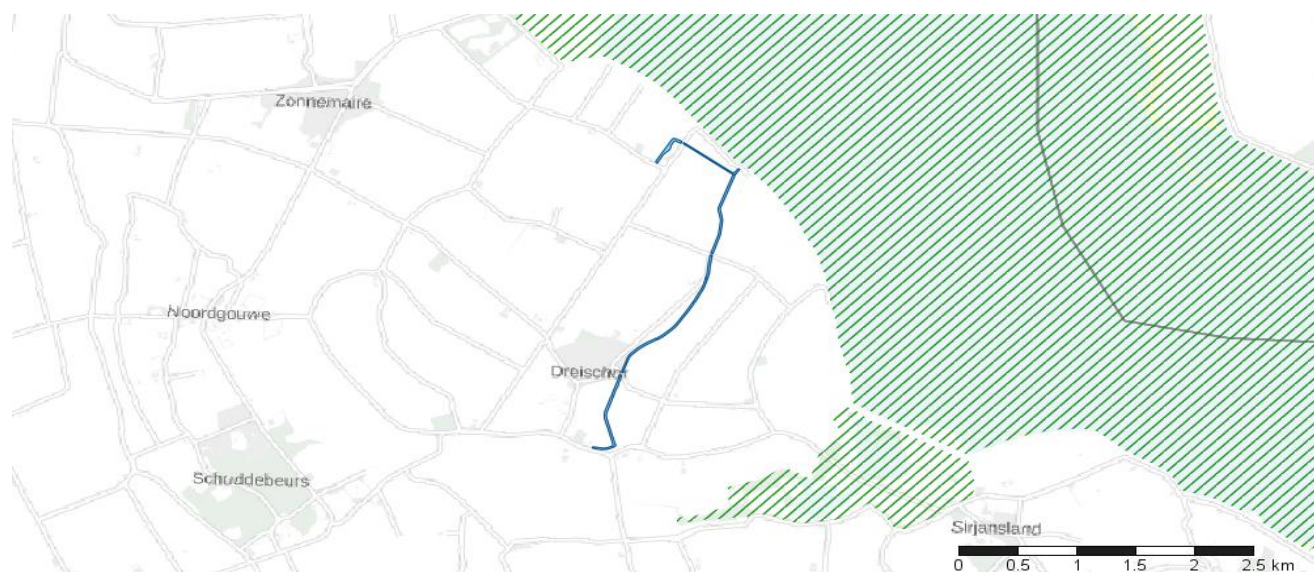 Zonnemaire
Noordgouwe
Dreischor
Schuddebeurs
Sirjansland
0 0.5 1 1.5 2 2.5 km